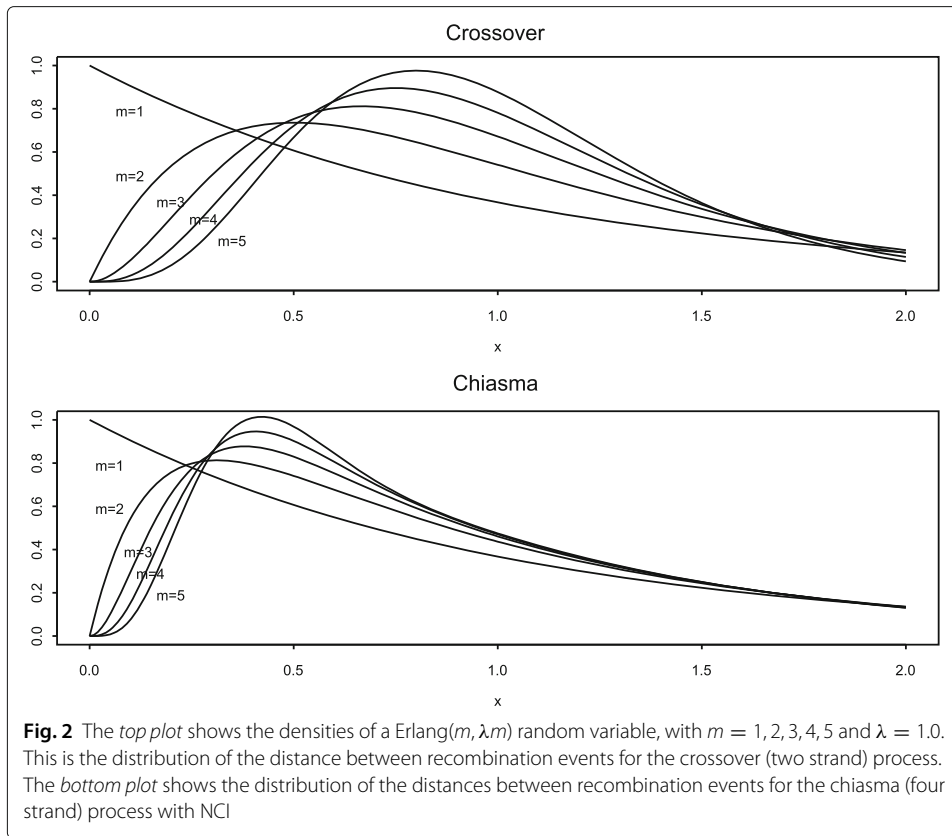 Crossover
1.0
0.8
0.6
0.4
0.2
0.0
m=1
m=2
m=3
m=4
m=5
0.0 0.5 1.0 1.5 2.0
x
Chiasma
1.0
0.8
0.6
0.4
0.2
0.0
m=1
m=2
m=3
m=4
m=5
0.0 0.5 1.0 1.5 2.0
x
Fig. 2 The top plot shows the densities of a Erlang(m, λm) random variable, with m = 1, 2, 3, 4, 5 and λ = 1.0.
This is the distribution of the distance between recombination events for the crossover (two strand) process.
The bottom plot shows the distribution of the distances between recombination events for the chiasma (four
strand) process with NCI